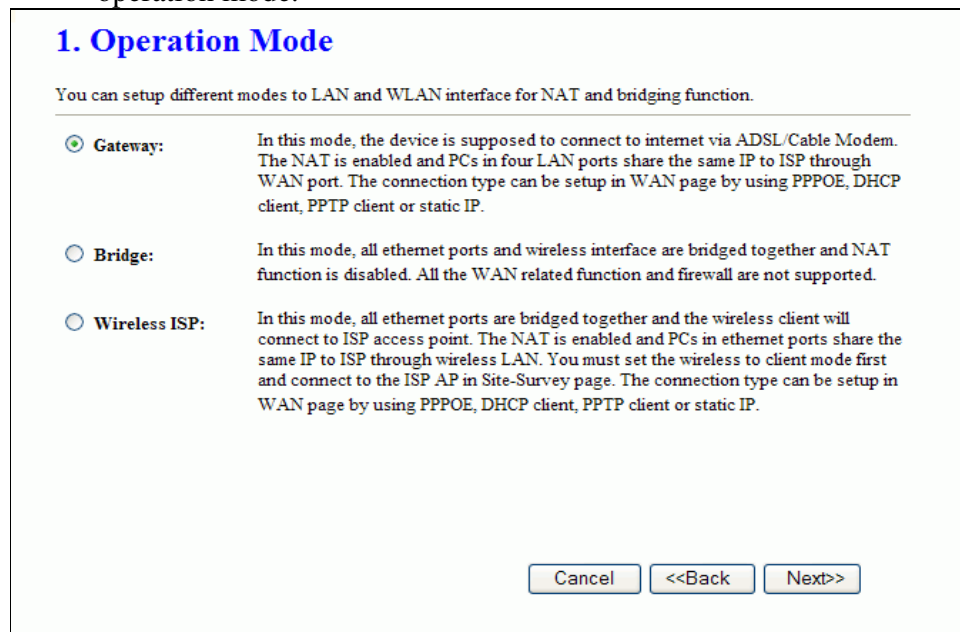 operation mode.
1. Operation Mode
You can setup different modes to LAN and WLAN interface for NAT and bridging function.
Gateway:
In this mode, the device is supposed to connect to internet via ADSL/Cable Modem.
The NAT is enabled and PCs in four LAN ports share the same IP to ISP through
WAN port. The connection type can be setup in WAN page by using PPPOE, DHCP
client, PPTP client or static IP.
Bridge:
In this mode, all ethernet ports and wireless interface are bridged together and NAT
function is disabled. All the WAN related function and firewall are not supported.
Wireless ISP:
In this mode, all ethernet ports are bridged together and the wireless client will
connect to ISP access point. The NAT is enabled and PCs in ethernet ports share the
same IP to ISP through wireless LAN. You must set the wireless to client mode first
and connect to the ISP AP in Site-Survey page. The connection type can be setup in
WAN page by using PPPOE, DHCP client, PPTP client or static IP.
Cancel <<Back Next>>